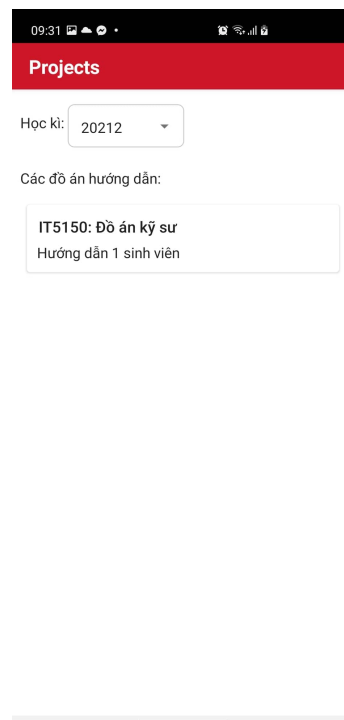 09:31
Projects
Học kì: 20212
Các đồ án hướng dẫn:
IT5150: Đồ án kỹ sư
Hướng dẫn 1 sinh viên